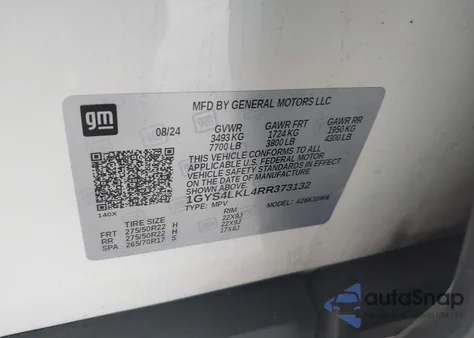 MFD BY GENERAL MOTORS LLC
gm
08/24 GVWR GAWR FRT GAWR RR
3493 KG 1724 KG 1950 KG
7700 LB 3800 LB 4300 LB
THIS VEHICLE CONFORMS TO ALL
APPLICABLE U.S. FEDERAL MOTOR
VEHICLE SAFETY STANDARDS
IN EFFECT ON THE DATE OF MANUFACTURE
SHOWN ABOVE.
1GYS4LKL4RR373132
140X TYPE: MPV MODEL:
TIRE SIZE RIM
FRT 275/50R22 H 22X9J
RR 275/50R22 H 22X9J
SPA 265/70R17 S 17X8J
autoSnap